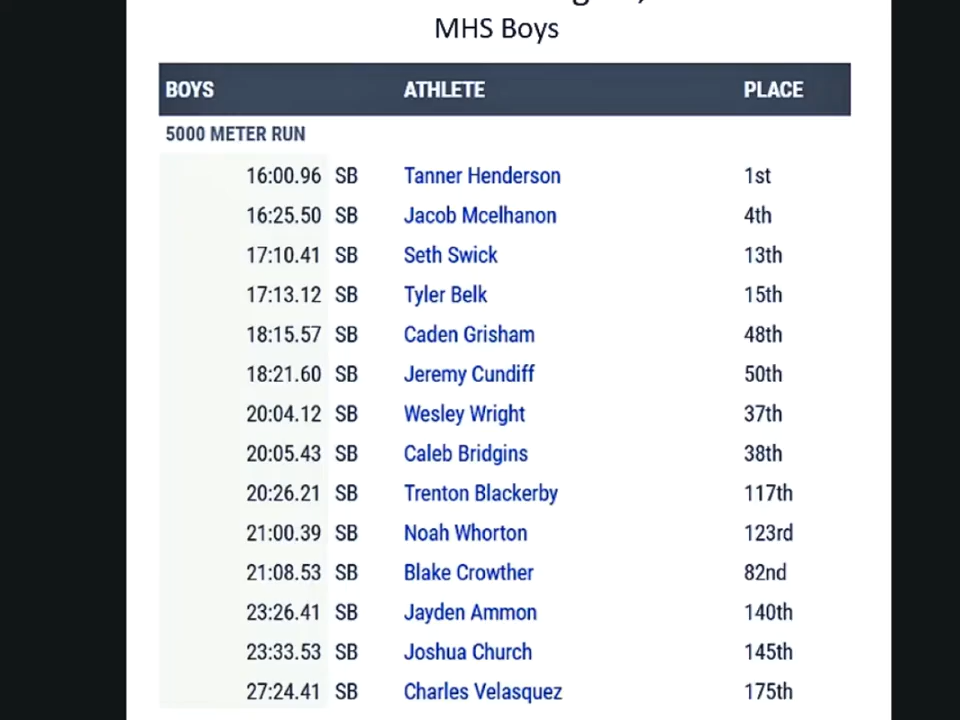 MHS Boys
BOYS ATHLETE PLACE
5000 METER RUN
16:00.96 SB Tanner Henderson 1st
16:25.50 SB Jacob Mcelhanon 4th
17:10.41 SB Seth Swick 13th
17:13.12 SB Tyler Belk 15th
18:15.57 SB Caden Grisham 48th
18:21.60 SB Jeremy Cundiff 50th
20:04.12 SB Wesley Wright 37th
20:05.43 SB Caleb Bridgins 38th
20:26.21 SB Trenton Blackerby 117th
21:00.39 SB Noah Whorton 123rd
21:08.53 SB Blake Crowther 82nd
23:26.41 SB Jayden Ammon 140th
23:33.53 SB Joshua Church 145th
27:24.41 SB Charles Velasquez 175th